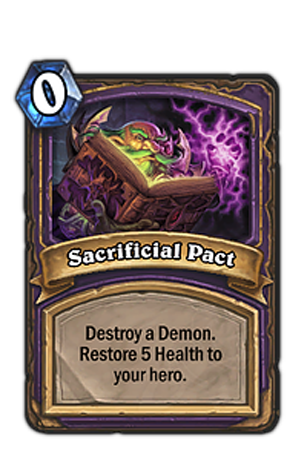 0
Sacrificial Pact
Destroy a Demon.
Restore 5 Health to
your hero.